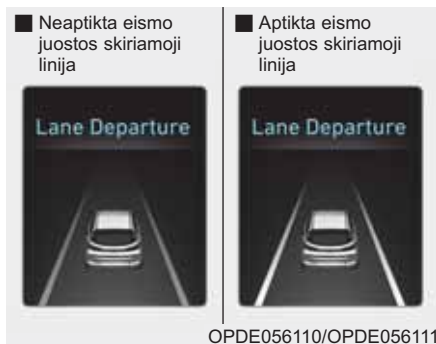 ■ Neaptikta eismo
juostos skiriamoji
linija
■ Aptikta eismo
juostos skiriamoji
linija
Lane Departure
Lane Departure
OPDE056110/OPDE056111